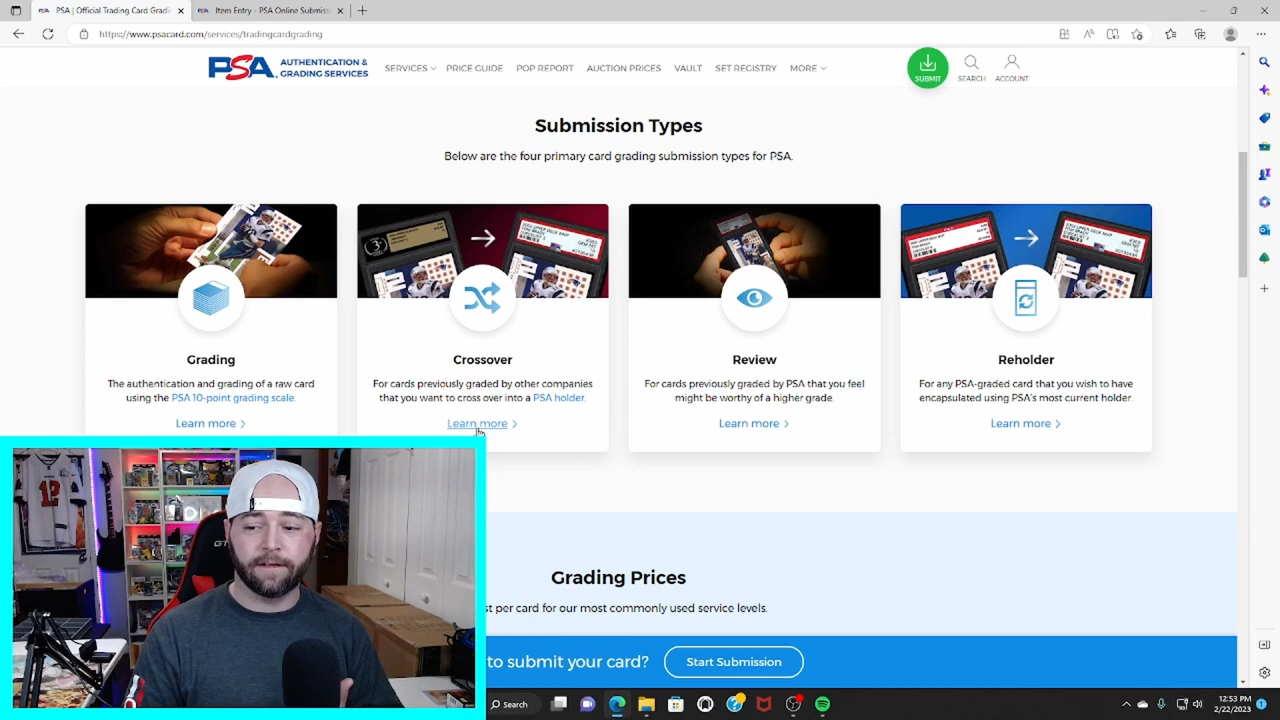 PSA | Official Trading Card Gradi
Item Entry - PSA Online Submiss
https://www.psacard.com/services/tradingcardgrading
PSA AUTHENTICATION & GRADING SERVICES
SERVICES
PRICE GUIDE
POP REPORT
AUCTION PRICES
VAULT
SET REGISTRY
MORE
SUBMIT
SEARCH
ACCOUNT
Submission Types
Below are the four primary card grading submission types for PSA.
Grading
The authentication and grading of a raw card
using the PSA 10-point grading scale.
Learn more
Crossover
For cards previously graded by other companies
that you want to cross over into a PSA holder.
Learn more
Review
For cards previously graded by PSA that you feel
might be worthy of a higher grade.
Learn more
Reholder
For any PSA-graded card that you wish to have
encapsulated using PSA's most current holder.
Learn more
12
GT
Grading Prices
st per card for our most commonly used service levels.
to submit your card?
Start Submission
Search
12:53 PM
2/22/2023